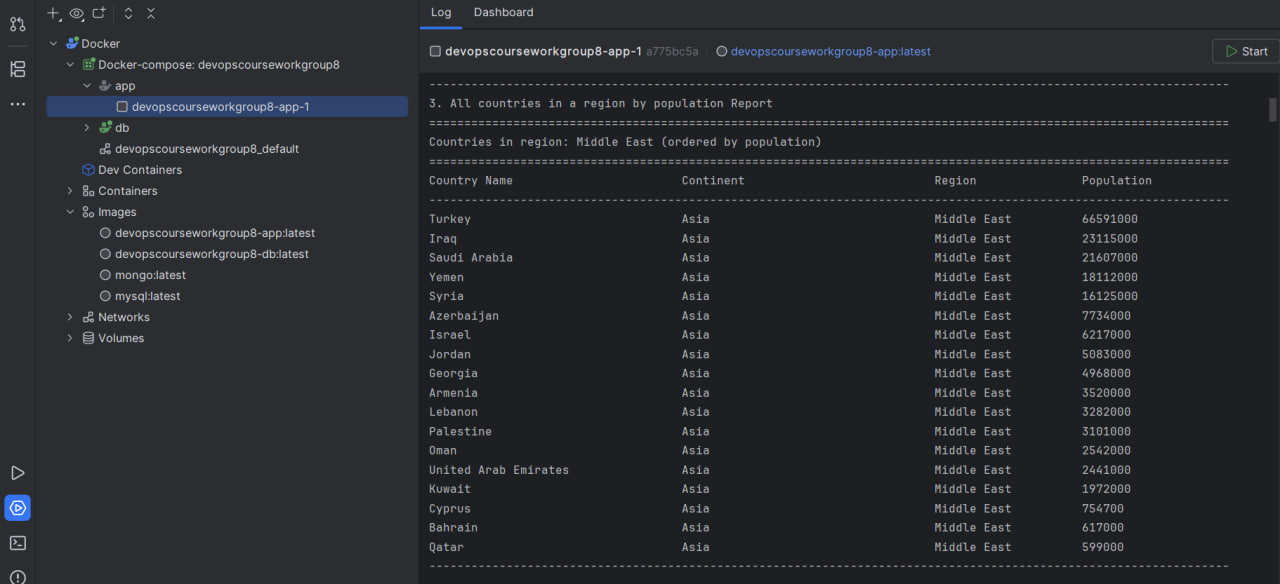 Docker
Docker-compose: devopscourseworkgroup8
app
devopscourseworkgroup8-app-1
db
devopscourseworkgroup8_default
Dev Containers
Containers
Images
devopscourseworkgroup8-app:latest
devopscourseworkgroup8-db:latest
mongo:latest
mysql:latest
Networks
Volumes
Log Dashboard
devopscourseworkgroup8-app-1 a775bc5a devopscourseworkgroup8-app:latest Start
3. All countries in a region by population Report
Countries in region: Middle East (ordered by population)
Country Name Continent Region Population
Turkey Asia Middle East 66591000
Iraq Asia Middle East 23115000
Saudi Arabia Asia Middle East 21607000
Yemen Asia Middle East 18112000
Syria Asia Middle East 16125000
Azerbaijan Asia Middle East 7734000
Israel Asia Middle East 6217000
Jordan Asia Middle East 5083000
Georgia Asia Middle East 4968000
Armenia Asia Middle East 3520000
Lebanon Asia Middle East 3282000
Palestine Asia Middle East 3101000
Oman Asia Middle East 2542000
United Arab Emirates Asia Middle East 2441000
Kuwait Asia Middle East 1972000
Cyprus Asia Middle East 754700
Bahrain Asia Middle East 617000
Qatar Asia Middle East 599000